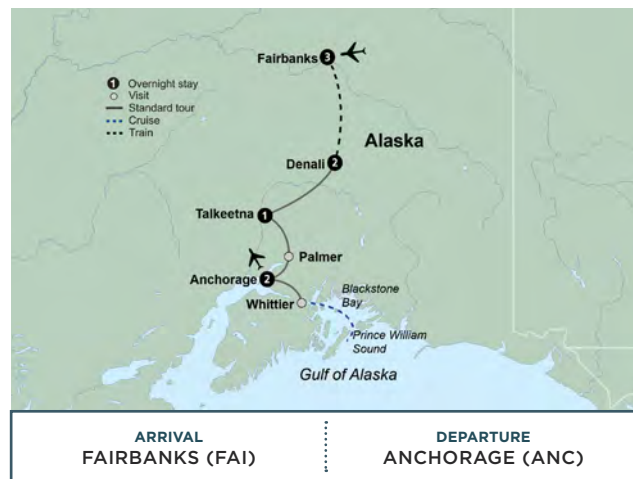 Fairbanks 3
1 Overnight stay
Visit
Standard tour
Cruise
Train
Alaska
Denali 2
Talkeetna 1
Palmer
Anchorage 2
Blackstone
Bay
Whittier
Prince William
Sound
Gulf of Alaska
ARRIVAL
FAIRBANKS (FAI)
DEPARTURE
ANCHORAGE (ANC)